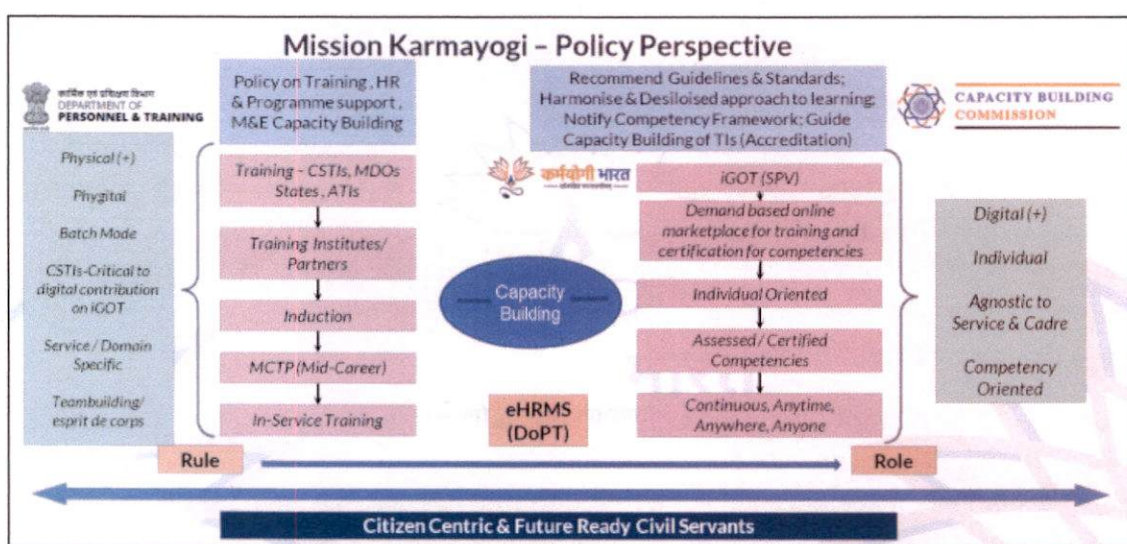 Mission Karmayogi – Policy Perspective
कार्मिक एवं प्रशिक्षण विभाग
DEPARTMENT OF
PERSONNEL & TRAINING
Policy on Training , HR
& Programme support ,
M&E Capacity Building
Recommend Guidelines & Standards;
Harmonise & Desiloised approach to learning;
Notify Competency Framework; Guide
Capacity Building of TIs (Accreditation)
CAPACITY BUILDING
COMMISSION
Physical (+)
Phygital
Batch Mode
CSTIs-Critical to
digital contribution
on iGOT
Service / Domain
Specific
Teambuilding/
esprit de corps
Training – CSTIs, MDOs
States , ATIs
Training Institutes/
Partners
Induction
MCTP (Mid-Career)
In-Service Training
कर्मयोगी भारत
Capacity
Building
eHRMS
(DoPT)
iGOT (SPV)
Demand based online
marketplace for training and
certification for competencies
Individual Oriented
Assessed / Certified
Competencies
Continuous, Anytime,
Anywhere, Anyone
Digital (+)
Individual
Agnostic to
Service & Cadre
Competency
Oriented
Rule
Role
Citizen Centric & Future Ready Civil Servants